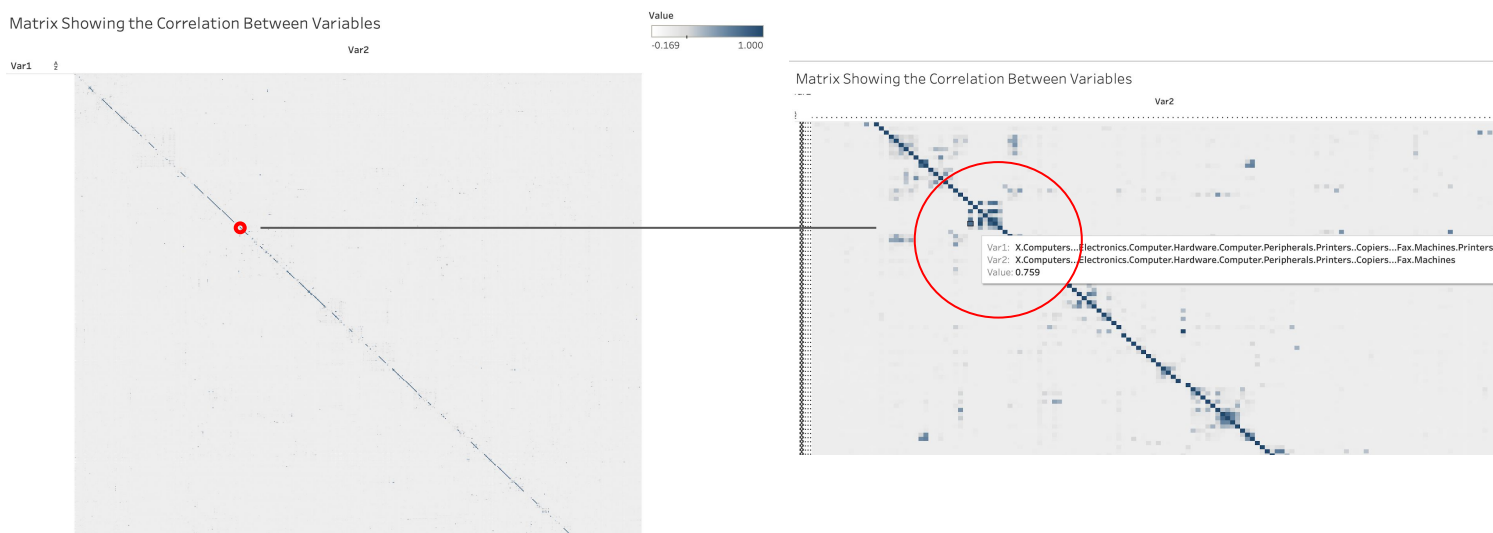 Matrix Showing the Correlation Between Variables
Value
-0.169 1.000
Var2
Var1
Matrix Showing the Correlation Between Variables
Var2
Var1: X.Computers...Electronics.Computer.Hardware.Computer.Peripherals.Printers..Copiers...Fax.Machines.Printers
Var2: X.Computers...Electronics.Computer.Hardware.Computer.Peripherals.Printers..Copiers...Fax.Machines
Value: 0.759